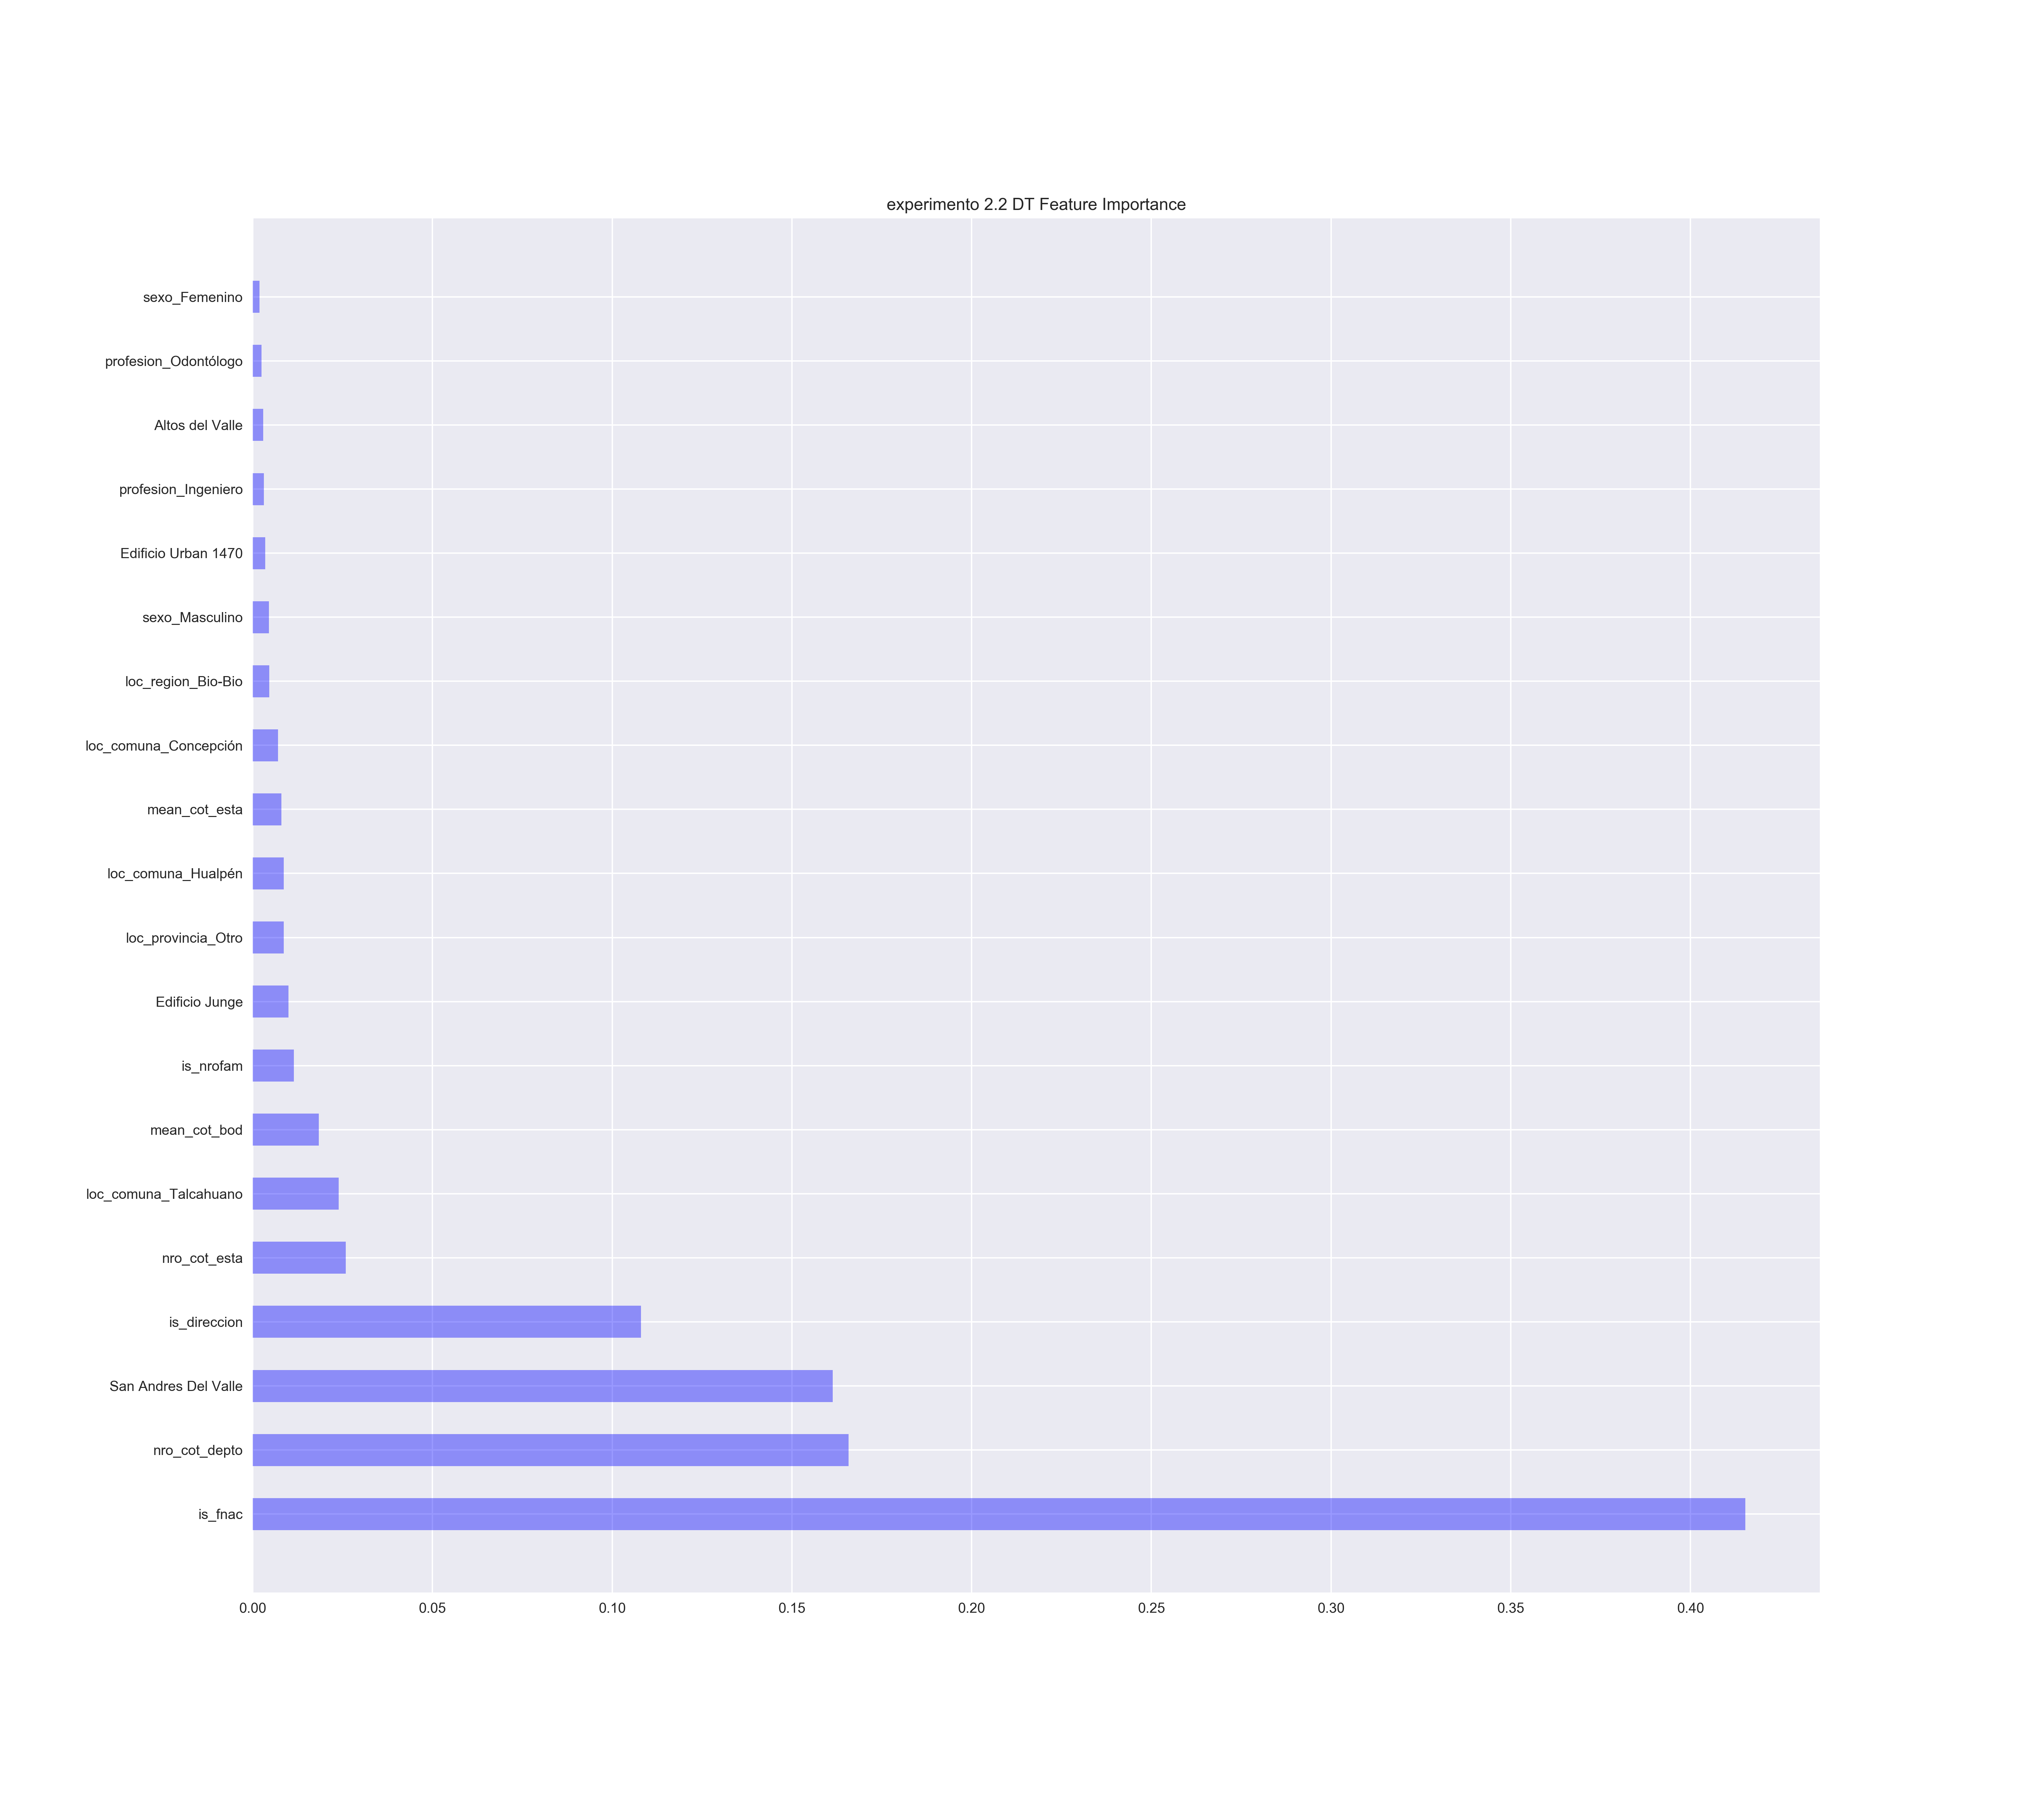 experimento 2.2 DT Feature Importance
sexo_Femenino
profesion_Odontólogo
Altos del Valle
profesion_Ingeniero
Edificio Urban 1470
sexo_Masculino
loc_region_Bio-Bio
loc_comuna_Concepción
mean_cot_esta
loc_comuna_Hualpén
loc_provincia_Otro
Edificio Junge
is_nrofam
mean_cot_bod
loc_comuna_Talcahuano
nro_cot_esta
is_direccion
San Andres Del Valle
nro_cot_depto
is_fnac
0.00 0.05 0.10 0.15 0.20 0.25 0.30 0.35 0.40